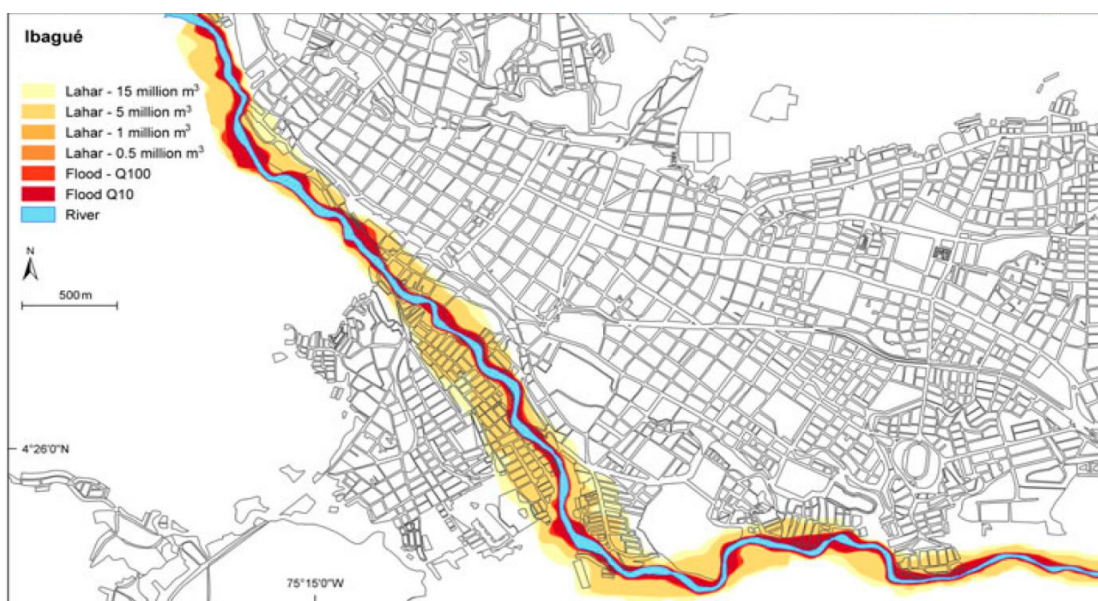 Ibagué
Lahar - 15 million m³
Lahar - 5 million m³
Lahar - 1 million m³
Lahar - 0.5 million m³
Flood - Q100
Flood Q10
River
N
500 m
4°26'0"N
75°15'0"W